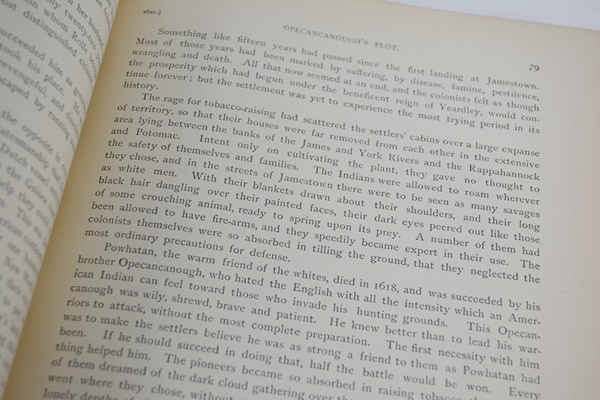 1622.]
OPECANCANOUGH'S PLOT.
79
Something like fifteen years had passed since the first landing at Jamestown.
Most of those years had been marked by suffering, by disease, famine, pestilence,
wrangling and death. All that now seemed at an end, and the colonists felt as though
the prosperity which had begun under the beneficent reign of Yeardley, would con-
tinue forever; but the settlement was yet to experience the most trying period in its
history.
The rage for tobacco-raising had scattered the settlers' cabins over a large expanse
of territory, so that their houses were far removed from each other in the extensive
area lying between the banks of the James and York Rivers and the Rappahannock
and Potomac. Intent only on cultivating the plant, they gave no thought to
the safety of themselves and families. The Indians were allowed to roam wherever
they chose, and in the streets of Jamestown there were to be seen as many savages
as white men. With their blankets drawn about their shoulders, and their long
black hair dangling over their painted faces, their dark eyes peered out like those
of some crouching animal, ready to spring upon its prey. A number of them had
been allowed to have fire-arms, and they speedily became expert in their use. The
colonists themselves were so absorbed in tilling the ground, that they neglected the
most ordinary precautions for defense.
Powhatan, the warm friend of the whites, died in 1618, and was succeeded by his
brother Opecancanough, who hated the English with all the intensity which an Amer-
ican Indian can feel toward those who invade his hunting grounds. This Opecan-
canough was wily, shrewd, brave and patient. He knew better than to lead his war-
riors to attack, without the most complete preparation. The first necessity with him
was to make the settlers believe he was as strong a friend to them as Powhatan had
been. If he should succeed in doing that, half the battle would be won. Every
thing helped him. The pioneers became so absorbed in raising tobacco
of them dreamed of the dark cloud gathering over
went where they chose, without
lonely depths of